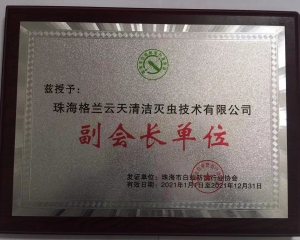 兹授予：
珠海格兰云天清洁灭虫技术有限公司
副会长单位
发证单位：珠海市白蚁防治行业协会
有效日期：2021年1月1日至2021年12月31日